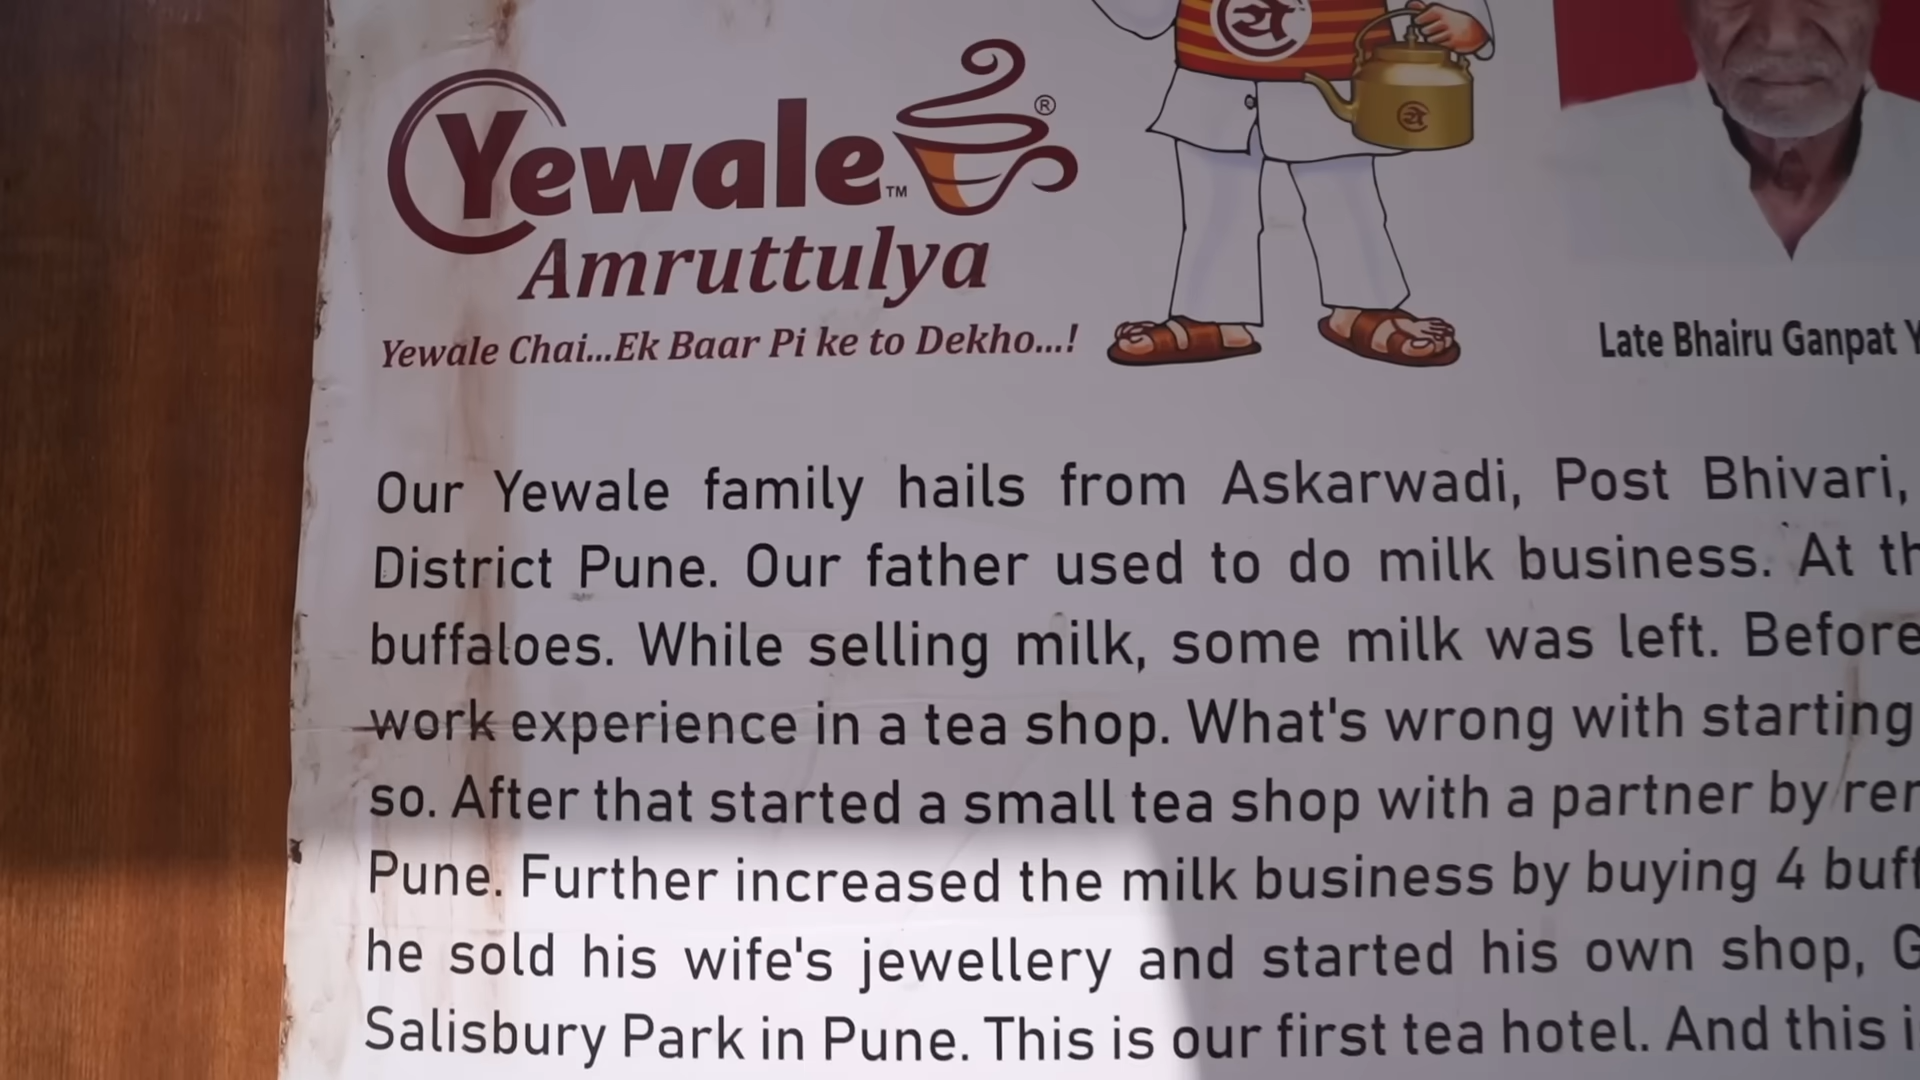 Yewale™ ®
Amruttulya
Yewale Chai...Ek Baar Pi ke to Dekho...!
ये
ये
Late Bhairu Ganpat
Our Yewale family hails from Askarwadi, Post Bhivari,
District Pune. Our father used to do milk business. At
buffaloes. While selling milk, some milk was left. Before
work experience in a tea shop. What's wrong with starting
so. After that started a small tea shop with a partner by
Pune. Further increased the milk business by buying 4
he sold his wife's jewellery and started his own shop,
Salisbury Park in Pune. This is our first tea hotel. And this